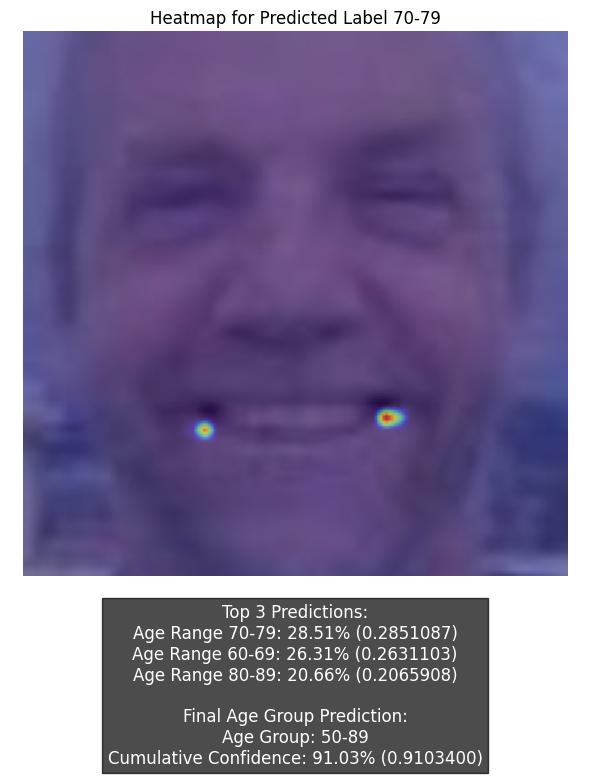 Heatmap for Predicted Label 70-79
Top 3 Predictions:
Age Range 70-79: 28.51% (0.2851087)
Age Range 60-69: 26.31% (0.2631103)
Age Range 80-89: 20.66% (0.2065908)
Final Age Group Prediction:
Age Group: 50-89
Cumulative Confidence: 91.03% (0.9103400)